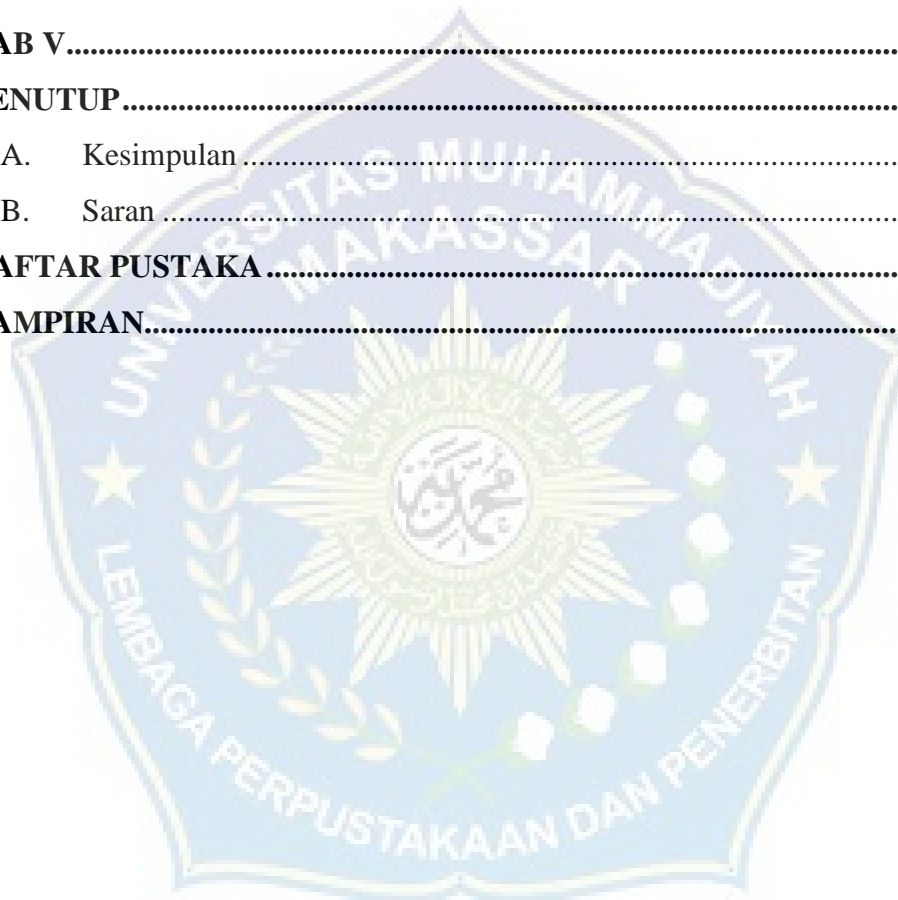 AB V
ENUTUP
A. Kesimpulan
B. Saran
AFTAR PUSTAKA
AMPIRAN
UNIVERSITAS MUHAMMADIYAH
MAKASSAR
LEMBAGA PERPUSTAKAAN DAN PENERBITAN